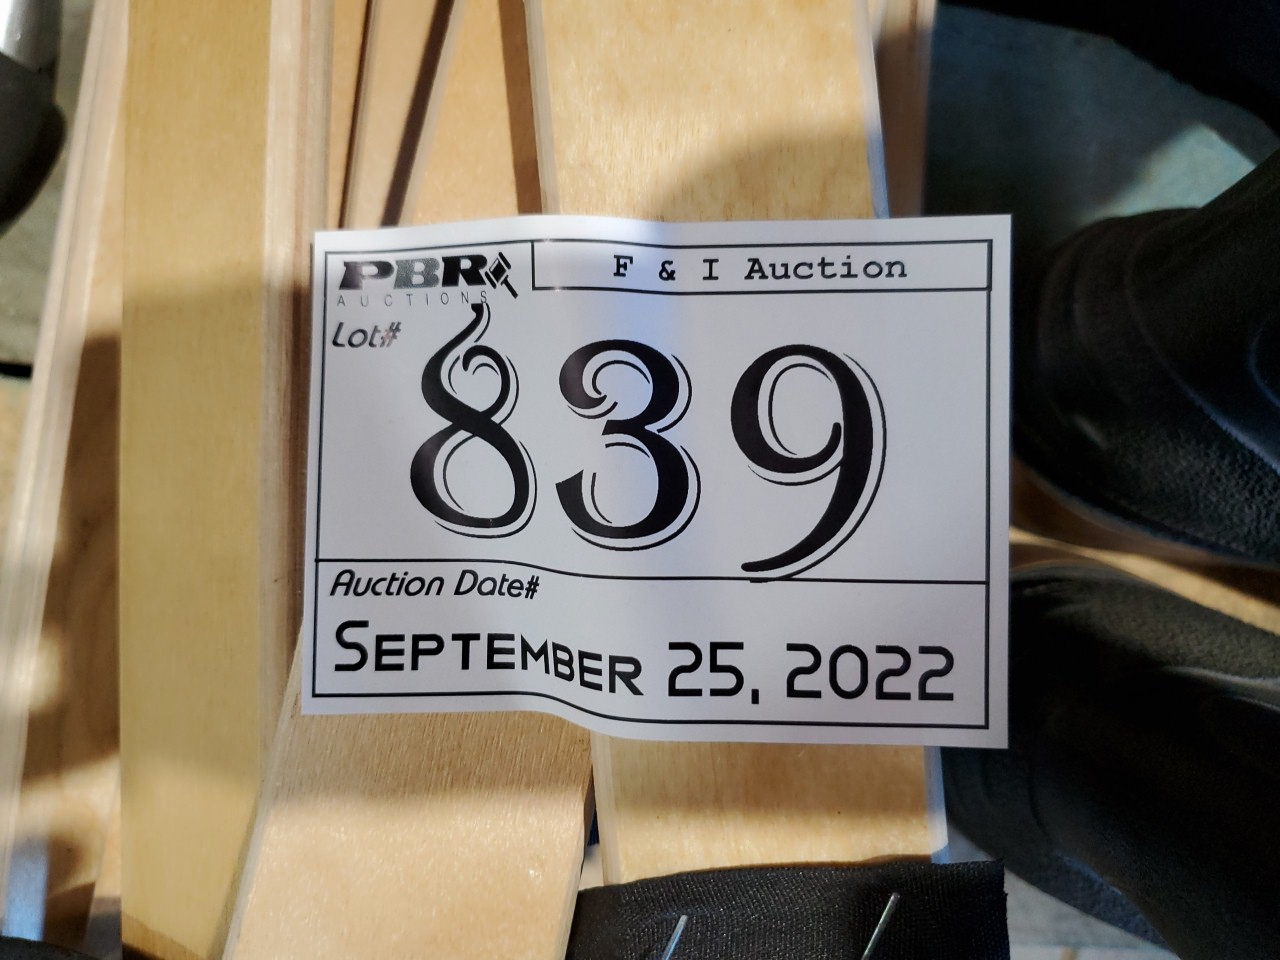 PBR
AUCTIONS
F & I Auction
Lot#
839
Auction Date#
SEPTEMBER 25, 2022